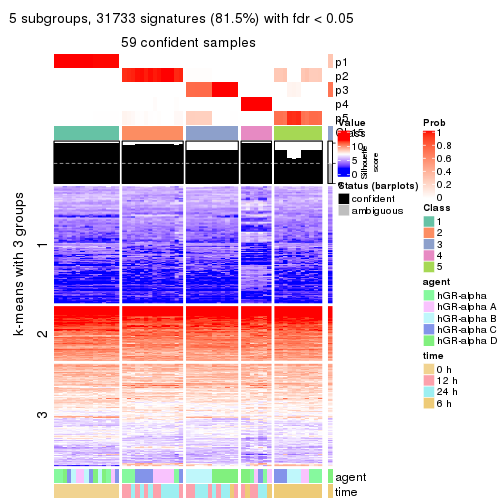 5 subgroups, 31733 signatures (81.5%) with fdr < 0.05
59 confident samples
p1
p2
p3
p4
p5
Class
k-means with 3 groups
1
2
3
agent
time
Value
15
10
5
0
Silhouette
score
Status (barplots)
confident
ambiguous
Prob
1
0.8
0.6
0.4
0.2
0
Class
1
2
3
4
5
agent
hGR-alpha
hGR-alpha A
hGR-alpha B
hGR-alpha C
hGR-alpha D
time
0 h
12 h
24 h
6 h